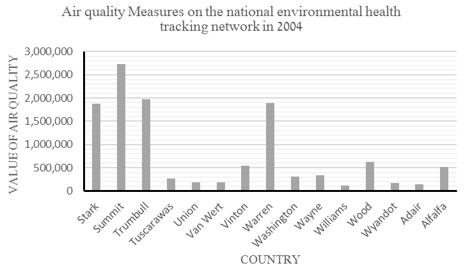 Air quality Measures on the national environmental health
tracking network in 2004
VALUE OF AIR QUALITY
3,000,000
2,500,000
2,000,000
1,500,000
1,000,000
500,000
0
Stark
Summit
Trumbull
Tuscarawas
Union
Van Wert
Vinton
Warren
Washington
Wayne
Williams
Wood
Wyandot
Adair
Alfalfa
COUNTRY